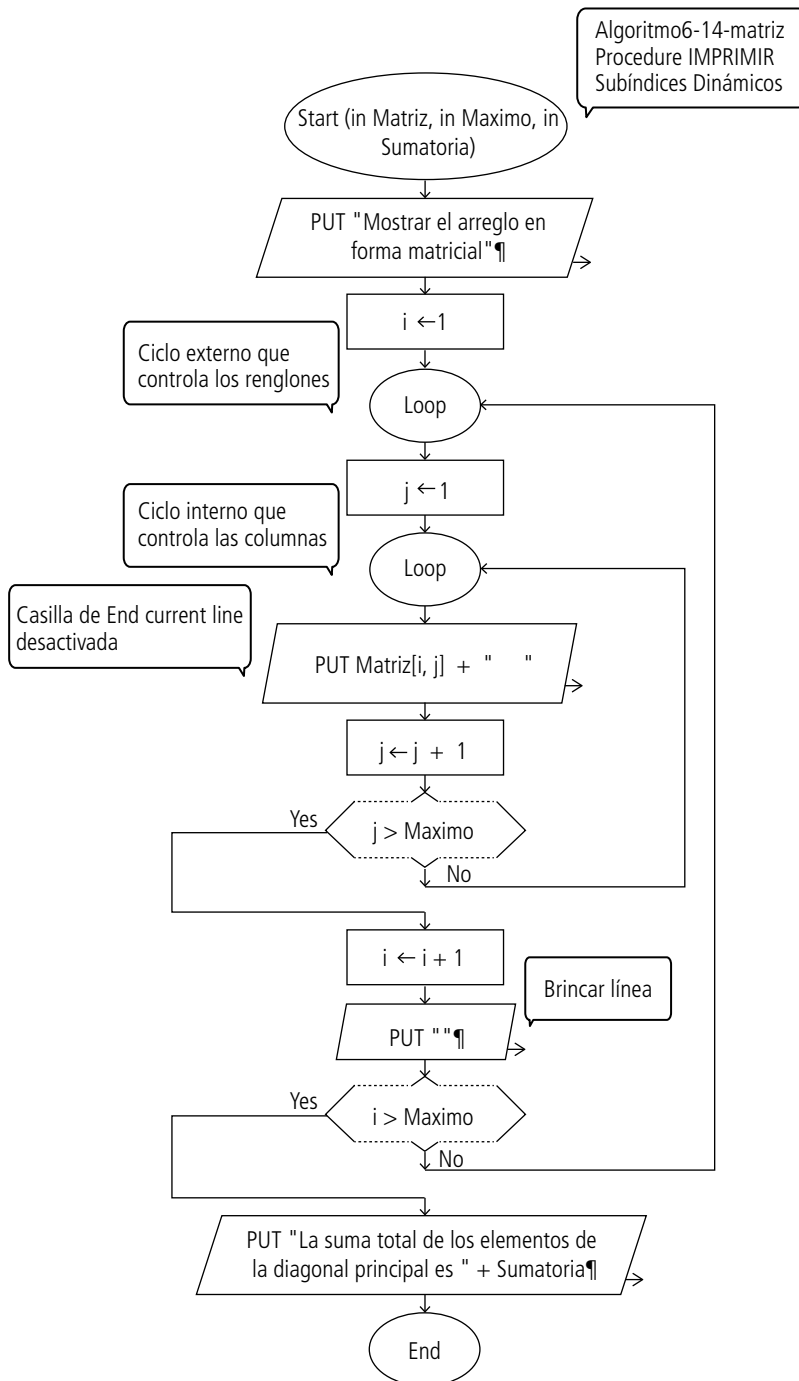 Algoritmo6-14-matriz
Procedure IMPRIMIR
Subíndices Dinámicos
Start (in Matriz, in Maximo, in
Sumatoria)
PUT "Mostrar el arreglo en
forma matricial"¶
i ←1
Ciclo externo que
controla los renglones
Loop
j ←1
Ciclo interno que
controla las columnas
Loop
Casilla de End current line
desactivada
PUT Matriz[i, j] + "    "
j ← j + 1
Yes
j > Maximo
No
i ← i + 1
Brincar línea
PUT ""¶
Yes
i > Maximo
No
PUT "La suma total de los elementos de
la diagonal principal es " + Sumatoria¶
End